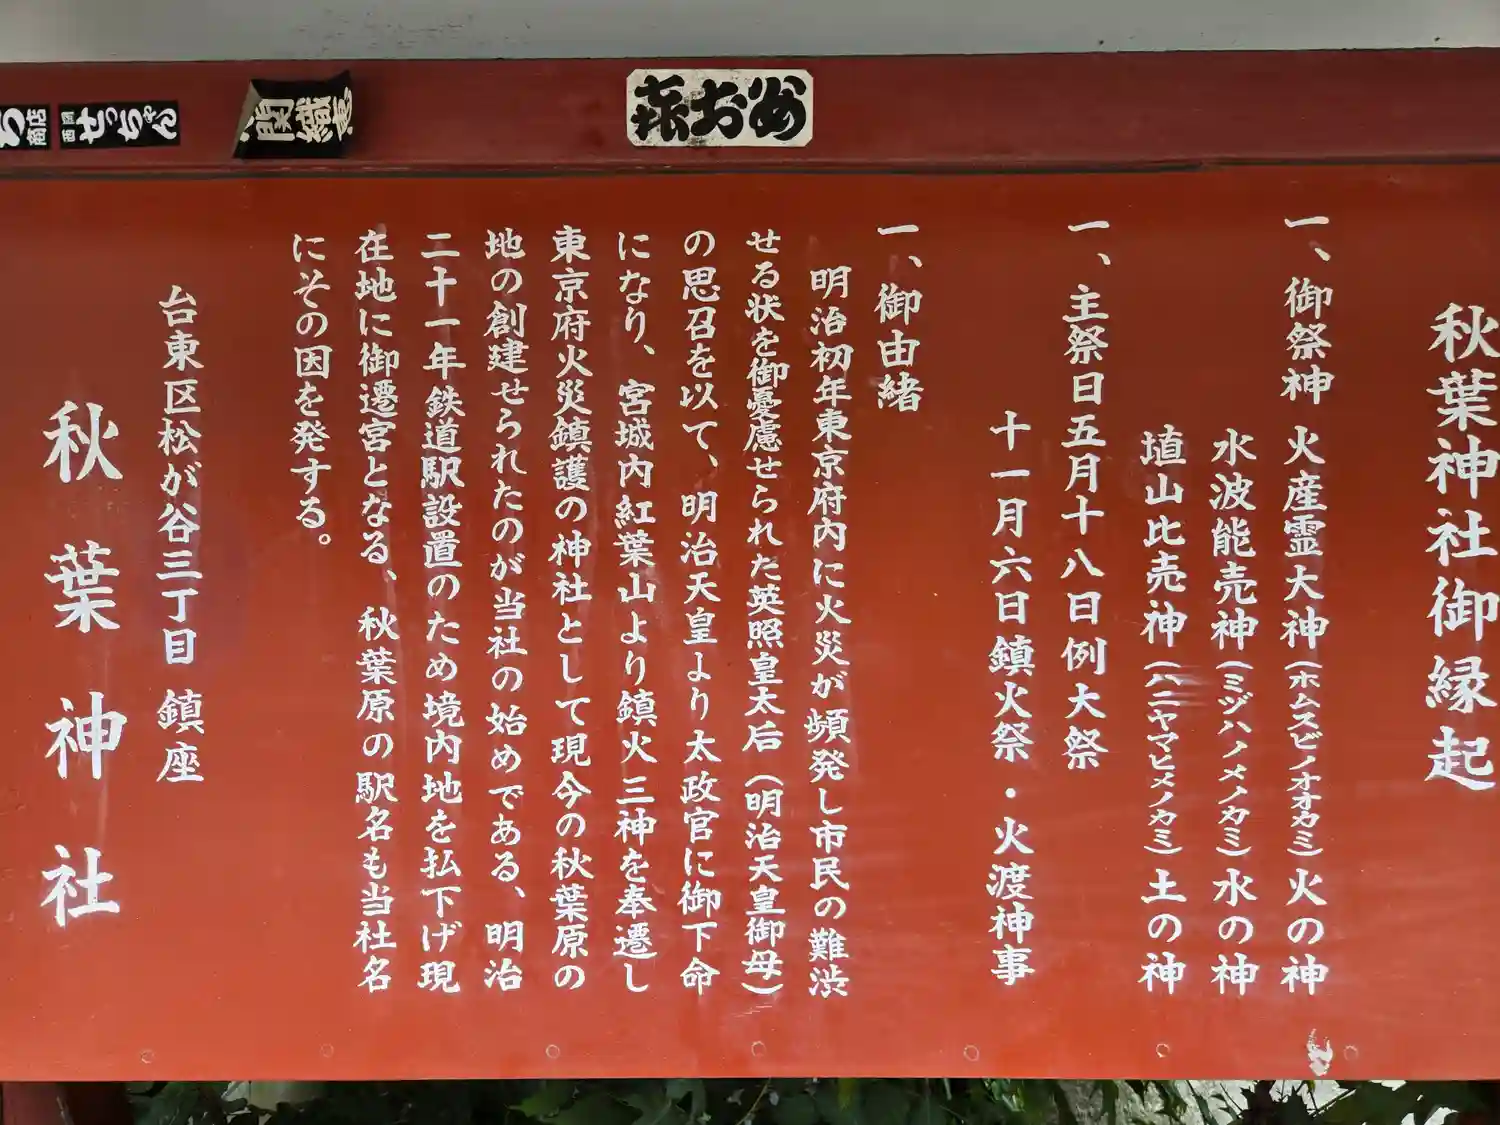 秋葉神社御縁起
一、御祭神 火産霊大神(ホムスビノオオカミ)火の神
水波能売神(ミヅハノメノカミ)水の神
埴山比売神(ハニヤマヒメノカミ)土の神
一、主祭日五月十八日例大祭
十一月六日鎮火祭・火渡神事
一、御由緒
明治初年東京府内に火災が頻発し市民の難渋
せる状を御憂慮せられた英照皇太后(明治天皇御母)
の思召を以て、明治天皇より太政官に御下命
になり、宮城内紅葉山より鎮火三神を奉遷し
東京府火災鎮護の神社として現今の秋葉原の
地の創建せられたのが当社の始めである、明治
二十一年鉄道駅設置のため境内地を払下げ現
在地に御遷宮となる、秋葉原の駅名も当社名
にその因を発する。
台東区松が谷三丁目 鎮座
秋葉神社
商店
せっちゃん